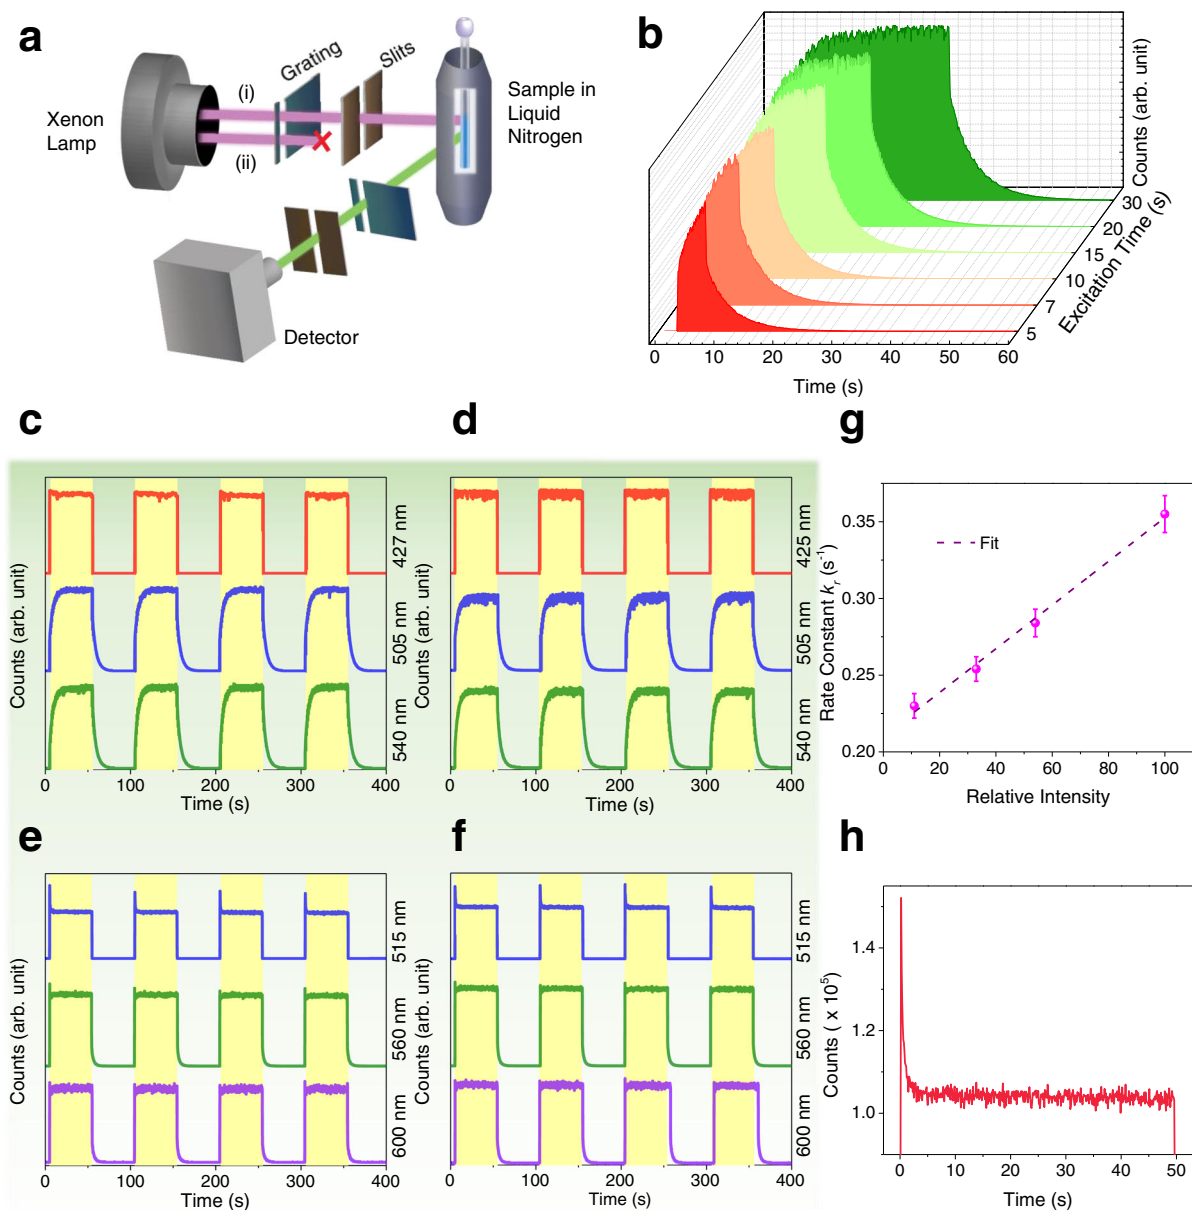 a
Xenon
Lamp
(i)
(ii)
Grating
Slits
Sample in
Liquid
Nitrogen
Detector
b
Counts (arb. unit)
30
20
15
10
7
5
Excitation Time (s)
0 10 20 30 40 50 60
Time (s)
c
Counts (arb. unit)
427 nm
505 nm
540 nm
0 100 200 300 400
Time (s)
d
Counts (arb. unit)
425 nm
505 nm
540 nm
0 100 200 300 400
Time (s)
g
Rate Constant kr (s-1)
0.35
0.30
0.25
0.20
Fit
0 20 40 60 80 100
Relative Intensity
e
Counts (arb. unit)
515 nm
560 nm
600 nm
0 100 200 300 400
Time (s)
f
Counts (arb. unit)
515 nm
560 nm
600 nm
0 100 200 300 400
Time (s)
h
Counts ( x 10⁵)
1.4
1.2
1.0
0 10 20 30 40 50
Time (s)